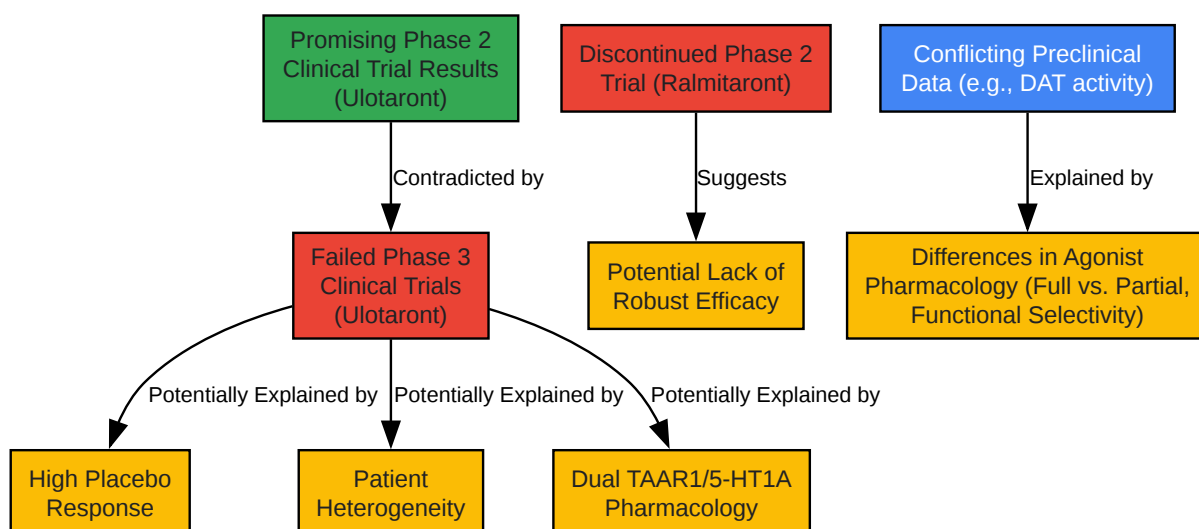 Promising Phase 2
Clinical Trial Results
(Ulotaront)
Discontinued Phase 2
Trial (Ralmitaront)
Conflicting Preclinical
Data (e.g., DAT activity)
Contradicted by
Suggests
Explained by
Failed Phase 3
Clinical Trials
(Ulotaront)
Potential Lack of
Robust Efficacy
Differences in Agonist
Pharmacology (Full vs. Partial,
Functional Selectivity)
Potentially Explained by
Potentially Explained by
Potentially Explained by
High Placebo
Response
Patient
Heterogeneity
Dual TAAR1/5-HT1A
Pharmacology